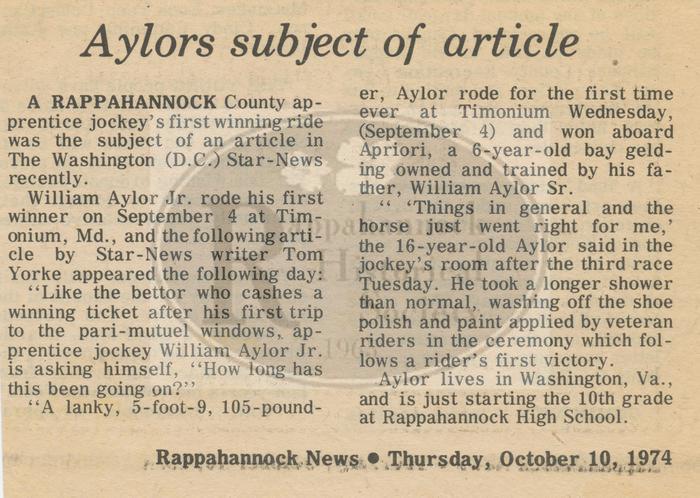 Aylors subject of article
A RAPPAHANNOCK County ap-
prentice jockey's first winning ride
was the subject of an article in
The Washington (D.C.) Star-News
recently.
William Aylor Jr. rode his first
winner on September 4 at Tim-
onium, Md., and the following arti-
cle by Star-News writer Tom
Yorke appeared the following day:
"Like the bettor who cashes a
winning ticket after his first trip
to the pari-mutuel windows, ap-
prentice jockey William Aylor Jr.
is asking himself, "How long has
this been going on?"
"A lanky, 5-foot-9, 105-pound-
er, Aylor rode for the first time
ever at Timonium Wednesday,
(September 4) and won aboard
Apriori, a 6-year-old bay geld-
ing owned and trained by his fa-
ther, William Aylor Sr.
" 'Things in general and the
horse just went right for me,'
the 16-year-old Aylor said in the
jockey's room after the third race
Tuesday. He took a longer shower
than normal, washing off the shoe
polish and paint applied by veteran
riders in the ceremony which fol-
lows a rider's first victory.
Aylor lives in Washington, Va.,
and is just starting the 10th grade
at Rappahannock High School.
Rappahannock News ● Thursday, October 10, 1974
Rappahannock
Historical
Society